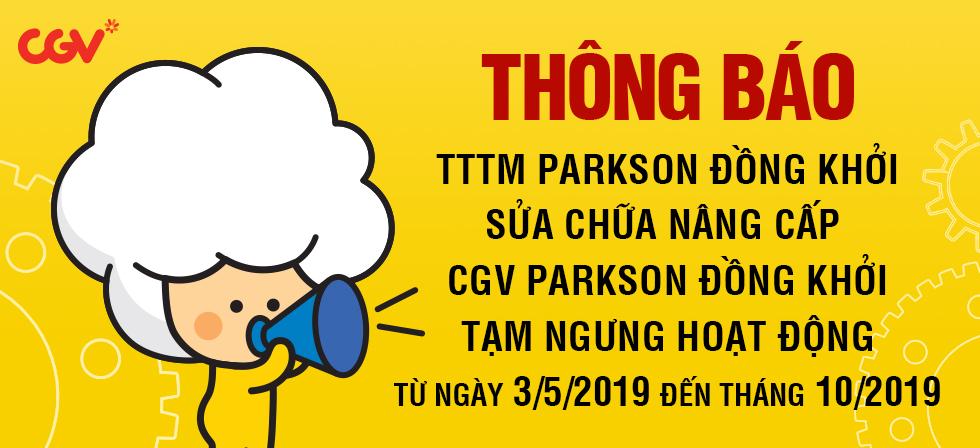 CGV
THÔNG BÁO
TTTM PARKSON ĐỒNG KHỞI
SỬA CHỮA NÂNG CẤP
CGV PARKSON ĐỒNG KHỞI
TẠM NGƯNG HOẠT ĐỘNG
TỪ NGÀY 3/5/2019 ĐẾN THÁNG 10/2019